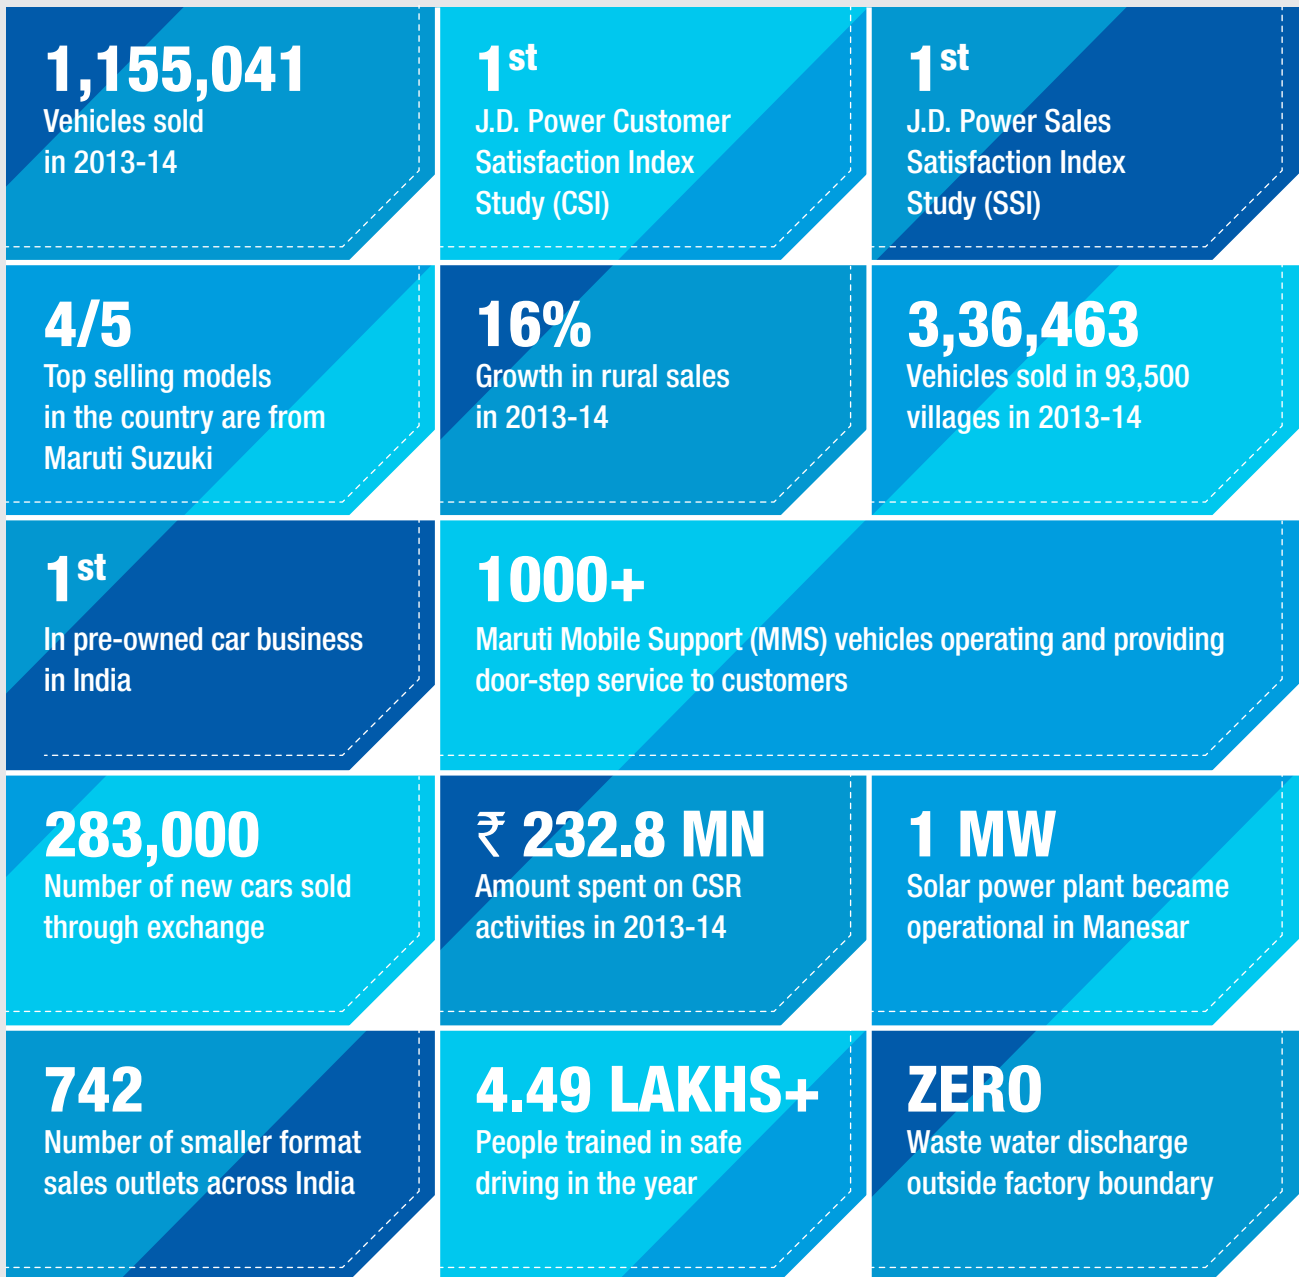 1,155,041
Vehicles sold
in 2013-14
1st
J.D. Power Customer
Satisfaction Index
Study (CSI)
1st
J.D. Power Sales
Satisfaction Index
Study (SSI)
4/5
Top selling models
in the country are from
Maruti Suzuki
16%
Growth in rural sales
in 2013-14
3,36,463
Vehicles sold in 93,500
villages in 2013-14
1st
In pre-owned car business
in India
1000+
Maruti Mobile Support (MMS) vehicles operating and providing
door-step service to customers
283,000
Number of new cars sold
through exchange
₹ 232.8 MN
Amount spent on CSR
activities in 2013-14
1 MW
Solar power plant became
operational in Manesar
742
Number of smaller format
sales outlets across India
4.49 LAKHS+
People trained in safe
driving in the year
ZERO
Waste water discharge
outside factory boundary